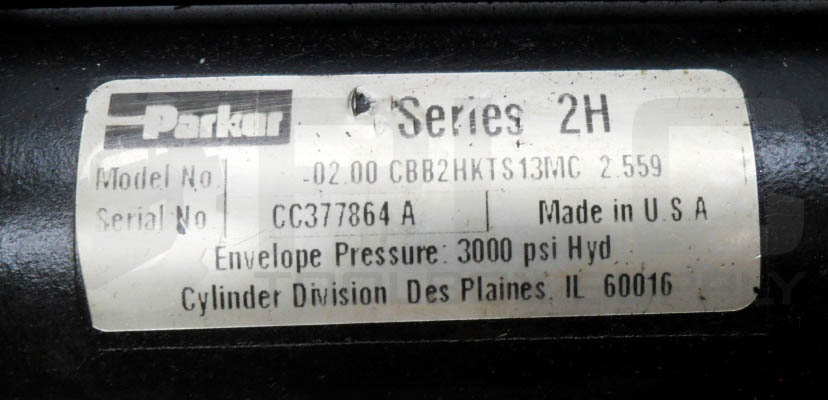 Parker Series 2H
Model No. -02.00 CBB2HKTS13MC 2.559
Serial No. CC377864 A Made in U.S.A
Envelope Pressure: 3000 psi Hyd
Cylinder Division Des Plaines, IL 60016